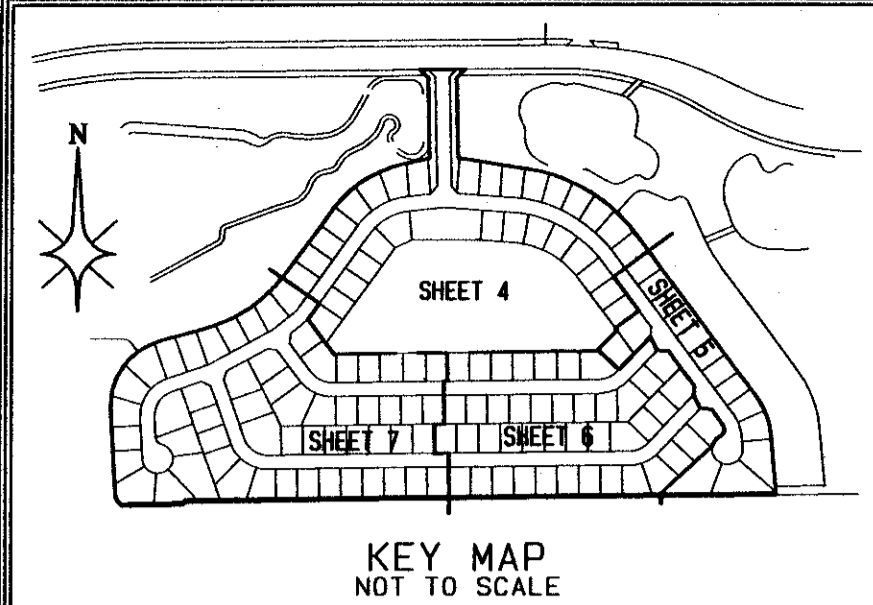 N
SHEET 4
SHEET 5
SHEET 7
SHEET 6
KEY MAP
NOT TO SCALE